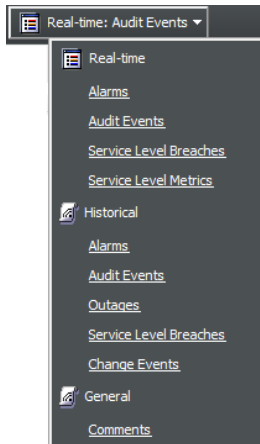 Real-time: Audit Events
Real-time
Alarms
Audit Events
Service Level Breaches
Service Level Metrics
Historical
Alarms
Audit Events
Outages
Service Level Breaches
Change Events
General
Comments